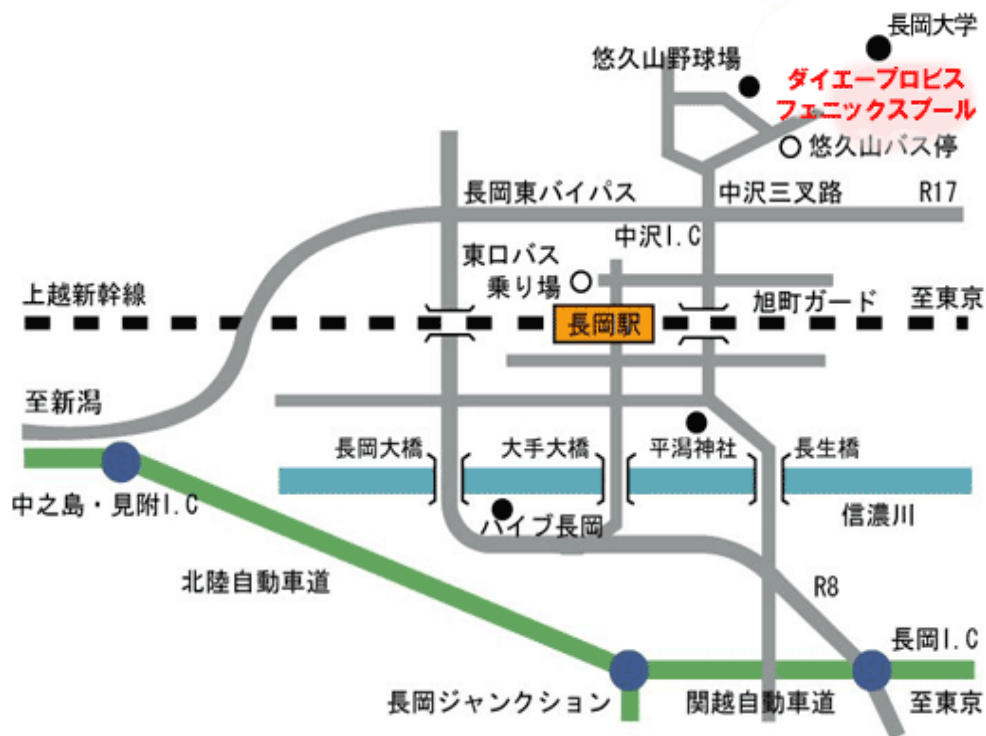 長岡大学
悠久山野球場
ダイエープロビス
フェニックスプール
悠久山バス停
長岡東バイパス
中沢三叉路
R17
中沢I.C
東口バス
乗り場
上越新幹線
旭町ガード
至東京
長岡駅
至新潟
長岡大橋
大手大橋
平潟神社
長生橋
中之島・見附I.C
ハイブ長岡
信濃川
北陸自動車道
R8
長岡I.C
長岡ジャンクション
関越自動車道
至東京